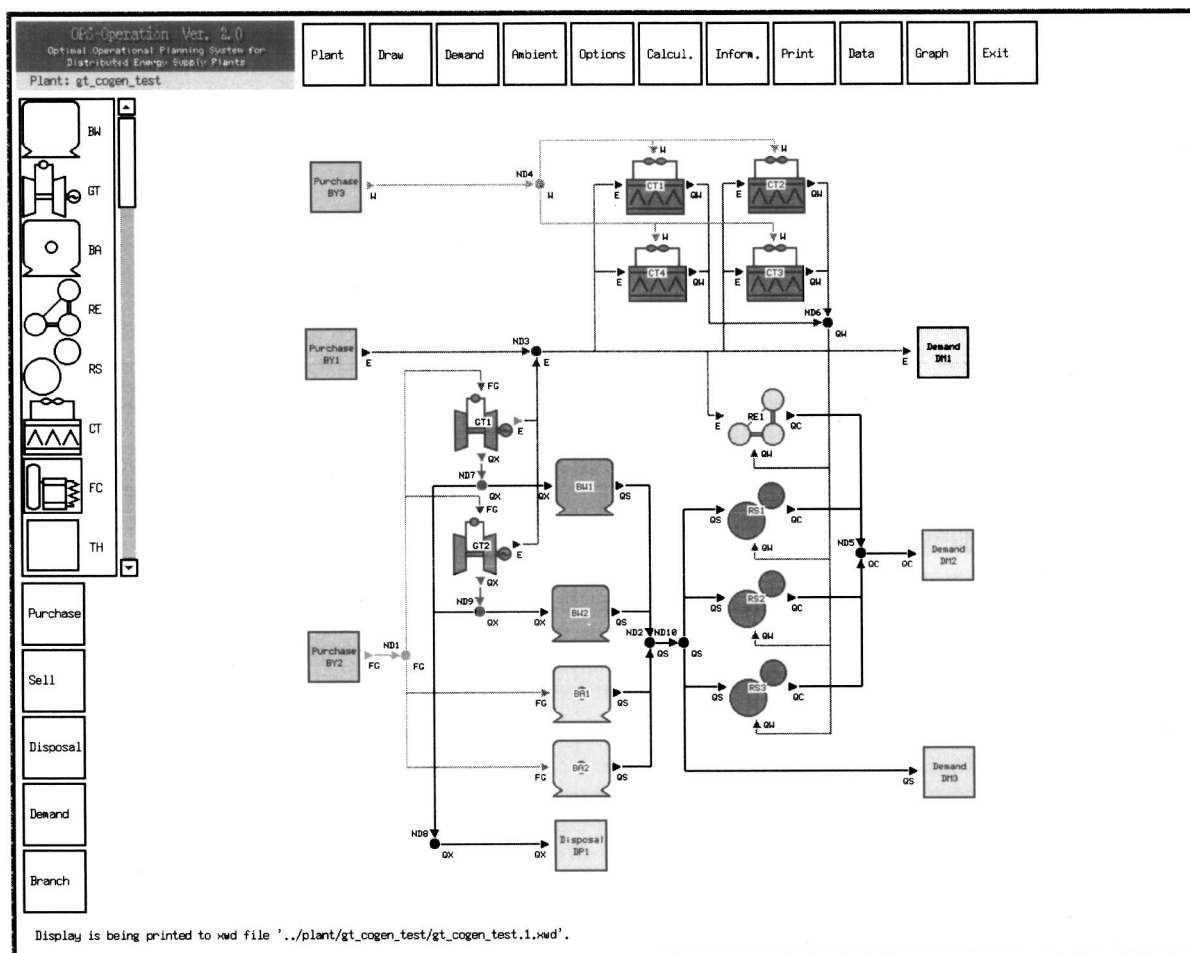 OPS-Operation Ver. 2.0
Optimal Operational Planning System for
Distributed Energy Supply Plants
Plant: gt_cogen_test
Plant
Draw
Demand
Ambient
Options
Calcul.
Inform.
Print
Data
Graph
Exit
BW
GT
BA
RE
RS
CT
FC
TH
Purchase
Sell
Disposal
Demand
Branch
Purchase
BY3
W
ND4
W
W
W
E
CT1
QW
E
CT2
QW
W
W
E
CT4
QW
E
CT3
QW
ND6
QW
Purchase
BY1
E
ND3
E
E
Demand
DM1
FG
GT1
E
QX
E
RE1
QC
QW
ND7
QX
QX
BW1
QS
FG
GT2
E
QX
QS
RS1
QC
QW
ND5
QC
QC
Demand
DM2
ND9
QX
QX
BW2
QS
QS
RS2
QC
QW
Purchase
BY2
FG
ND1
FG
ND2
QS
ND10
QS
FG
BA1
QS
QS
RS3
QC
QW
FG
BA2
QS
QS
Demand
DM3
ND8
QX
QX
Disposal
DP1
Display is being printed to xwd file '../plant/gt_cogen_test/gt_cogen_test.1.xwd'.